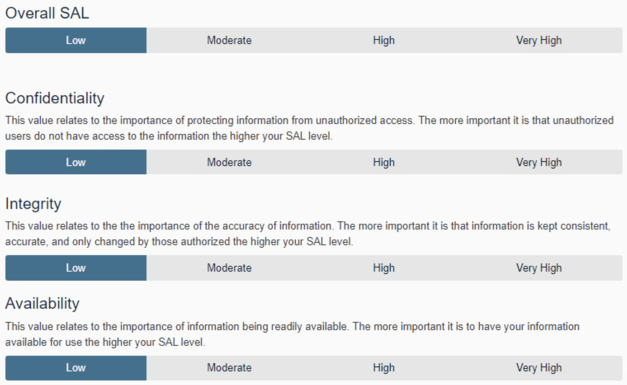 Overall SAL
Low Moderate High Very High
Confidentiality
This value relates to the importance of protecting information from unauthorized access. The more important it is that unauthorized
users do not have access to the information the higher your SAL level.
Low Moderate High Very High
Integrity
This value relates to the the importance of the accuracy of information. The more important it is that information is kept consistent,
accurate, and only changed by those authorized the higher your SAL level.
Low Moderate High Very High
Availability
This value relates to the importance of information being readily available. The more important it is to have your information
available for use the higher your SAL level.
Low Moderate High Very High